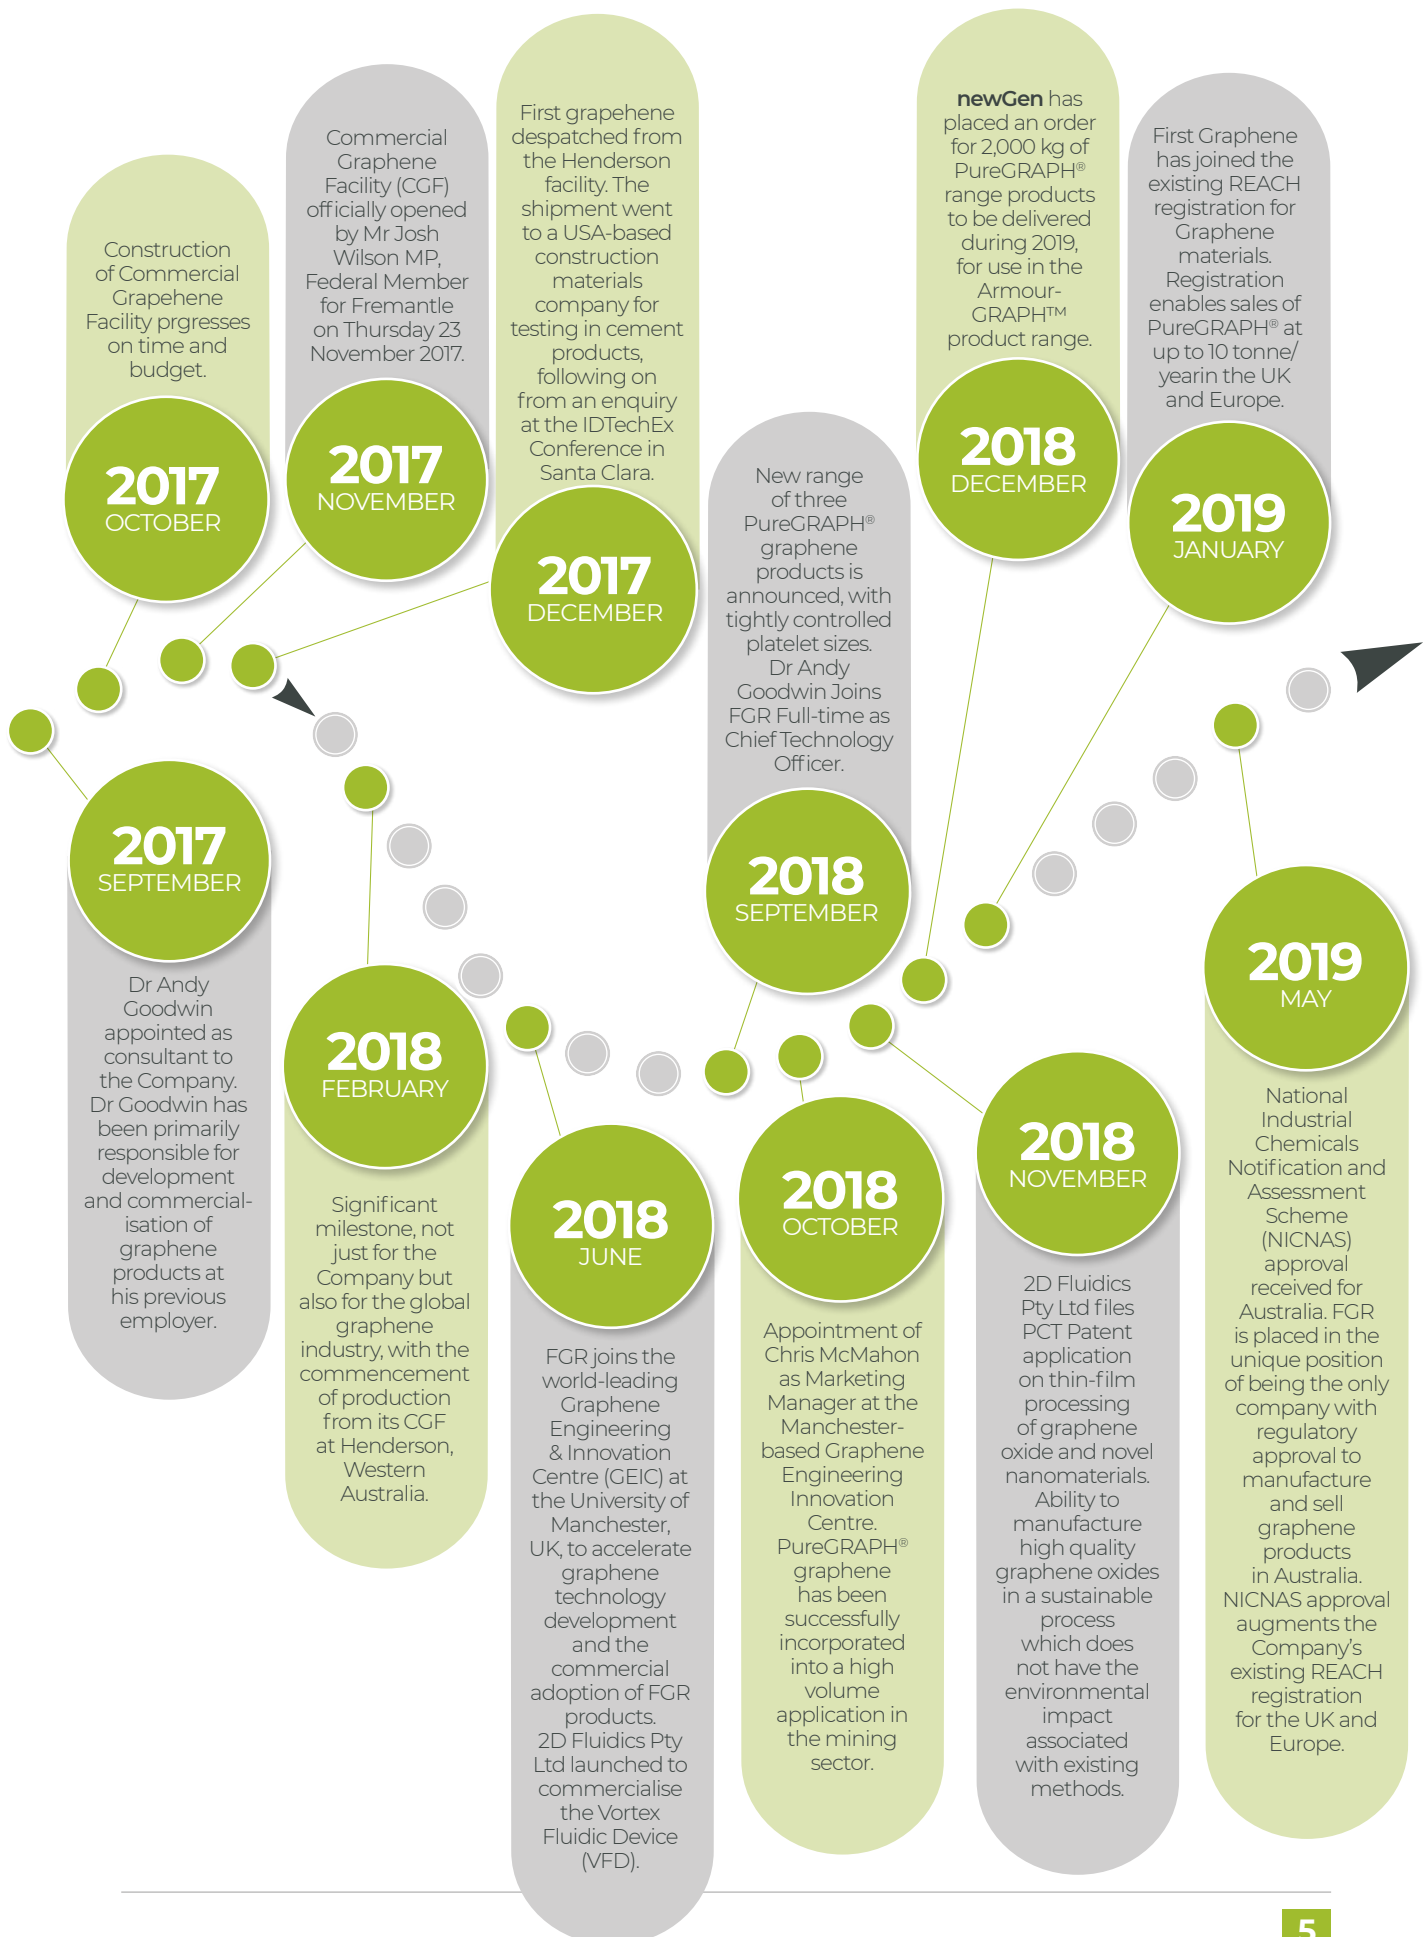 Construction
of Commercial
Grapehene
Facility prgresses
on time and
budget.
2017
OCTOBER
Commercial
Graphene
Facility (CGF)
officially opened
by Mr Josh
Wilson MP,
Federal Member
for Fremantle
on Thursday 23
November 2017.
2017
NOVEMBER
First grapehene
despatched from
the Henderson
facility. The
shipment went
to a USA-based
construction
materials
company for
testing in cement
products,
following on
from an enquiry
at the IDTechEx
Conference in
Santa Clara.
2017
DECEMBER
New range
of three
PureGRAPH®
graphene
products is
announced, with
tightly controlled
platelet sizes.
Dr Andy
Goodwin Joins
FGR Full-time as
Chief Technology
Officer.
2018
SEPTEMBER
newGen has
placed an order
for 2,000 kg of
PureGRAPH®
range products
to be delivered
during 2019,
for use in the
Armour-
GRAPH™
product range.
2018
DECEMBER
First Graphene
has joined the
existing REACH
registration for
Graphene
materials.
Registration
enables sales of
PureGRAPH® at
up to 10 tonne/
yearin the UK
and Europe.
2019
JANUARY
2017
SEPTEMBER
Dr Andy
Goodwin
appointed as
consultant to
the Company.
Dr Goodwin has
been primarily
responsible for
development
and commercial-
isation of
graphene
products at
his previous
employer.
2018
FEBRUARY
Significant
milestone, not
just for the
Company but
also for the global
graphene
industry, with the
commencement
of production
from its CGF
at Henderson,
Western
Australia.
2018
JUNE
FGR joins the
world-leading
Graphene
Engineering
& Innovation
Centre (GEIC) at
the University of
Manchester,
UK, to accelerate
graphene
technology
development
and the
commercial
adoption of FGR
products.
2D Fluidics Pty
Ltd launched to
commercialise
the Vortex
Fluidic Device
(VFD).
2018
OCTOBER
Appointment of
Chris McMahon
as Marketing
Manager at the
Manchester-
based Graphene
Engineering
Innovation
Centre.
PureGRAPH®
graphene
has been
successfully
incorporated
into a high
volume
application in
the mining
sector.
2018
NOVEMBER
2D Fluidics
Pty Ltd files
PCT Patent
application
on thin-film
processing
of graphene
oxide and novel
nanomaterials.
Ability to
manufacture
high quality
graphene oxides
in a sustainable
process
which does
not have the
environmental
impact
associated
with existing
methods.
2019
MAY
National
Industrial
Chemicals
Notification and
Assessment
Scheme
(NICNAS)
approval
received for
Australia. FGR
is placed in the
unique position
of being the only
company with
regulatory
approval to
manufacture
and sell
graphene
products
in Australia.
NICNAS approval
augments the
Company's
existing REACH
registration
for the UK and
Europe.
5